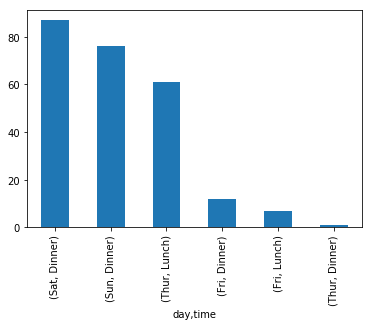 80
60
40
20
0
(Sat, Dinner)
(Sun, Dinner)
(Thur, Lunch)
(Fri, Dinner)
(Fri, Lunch)
(Thur, Dinner)
day,time